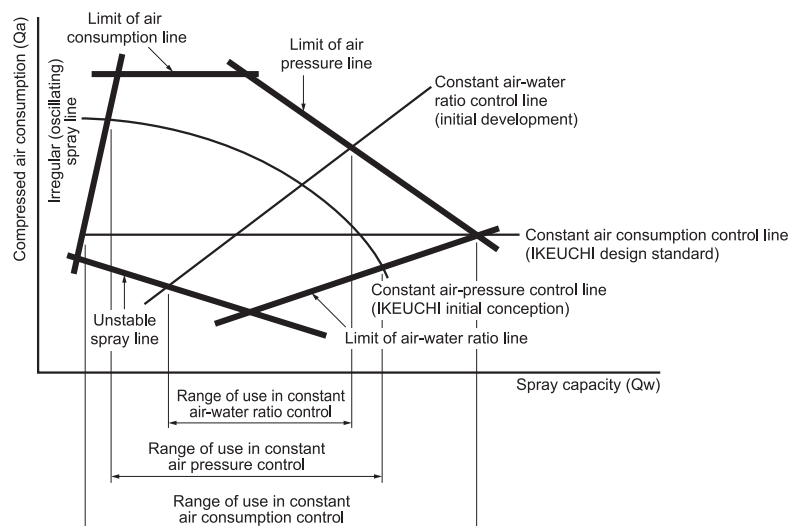 Compressed air consumption (Qa)
Limit of air
consumption line
Limit of air
pressure line
Irregular (oscillating)
spray line
Constant air-water
ratio control line
(initial development)
Constant air consumption control line
(IKEUCHI design standard)
Constant air-pressure control line
(IKEUCHI initial conception)
Unstable
spray line
Limit of air-water ratio line
Spray capacity (Qw)
Range of use in constant
air-water ratio control
Range of use in constant
air pressure control
Range of use in constant
air consumption control